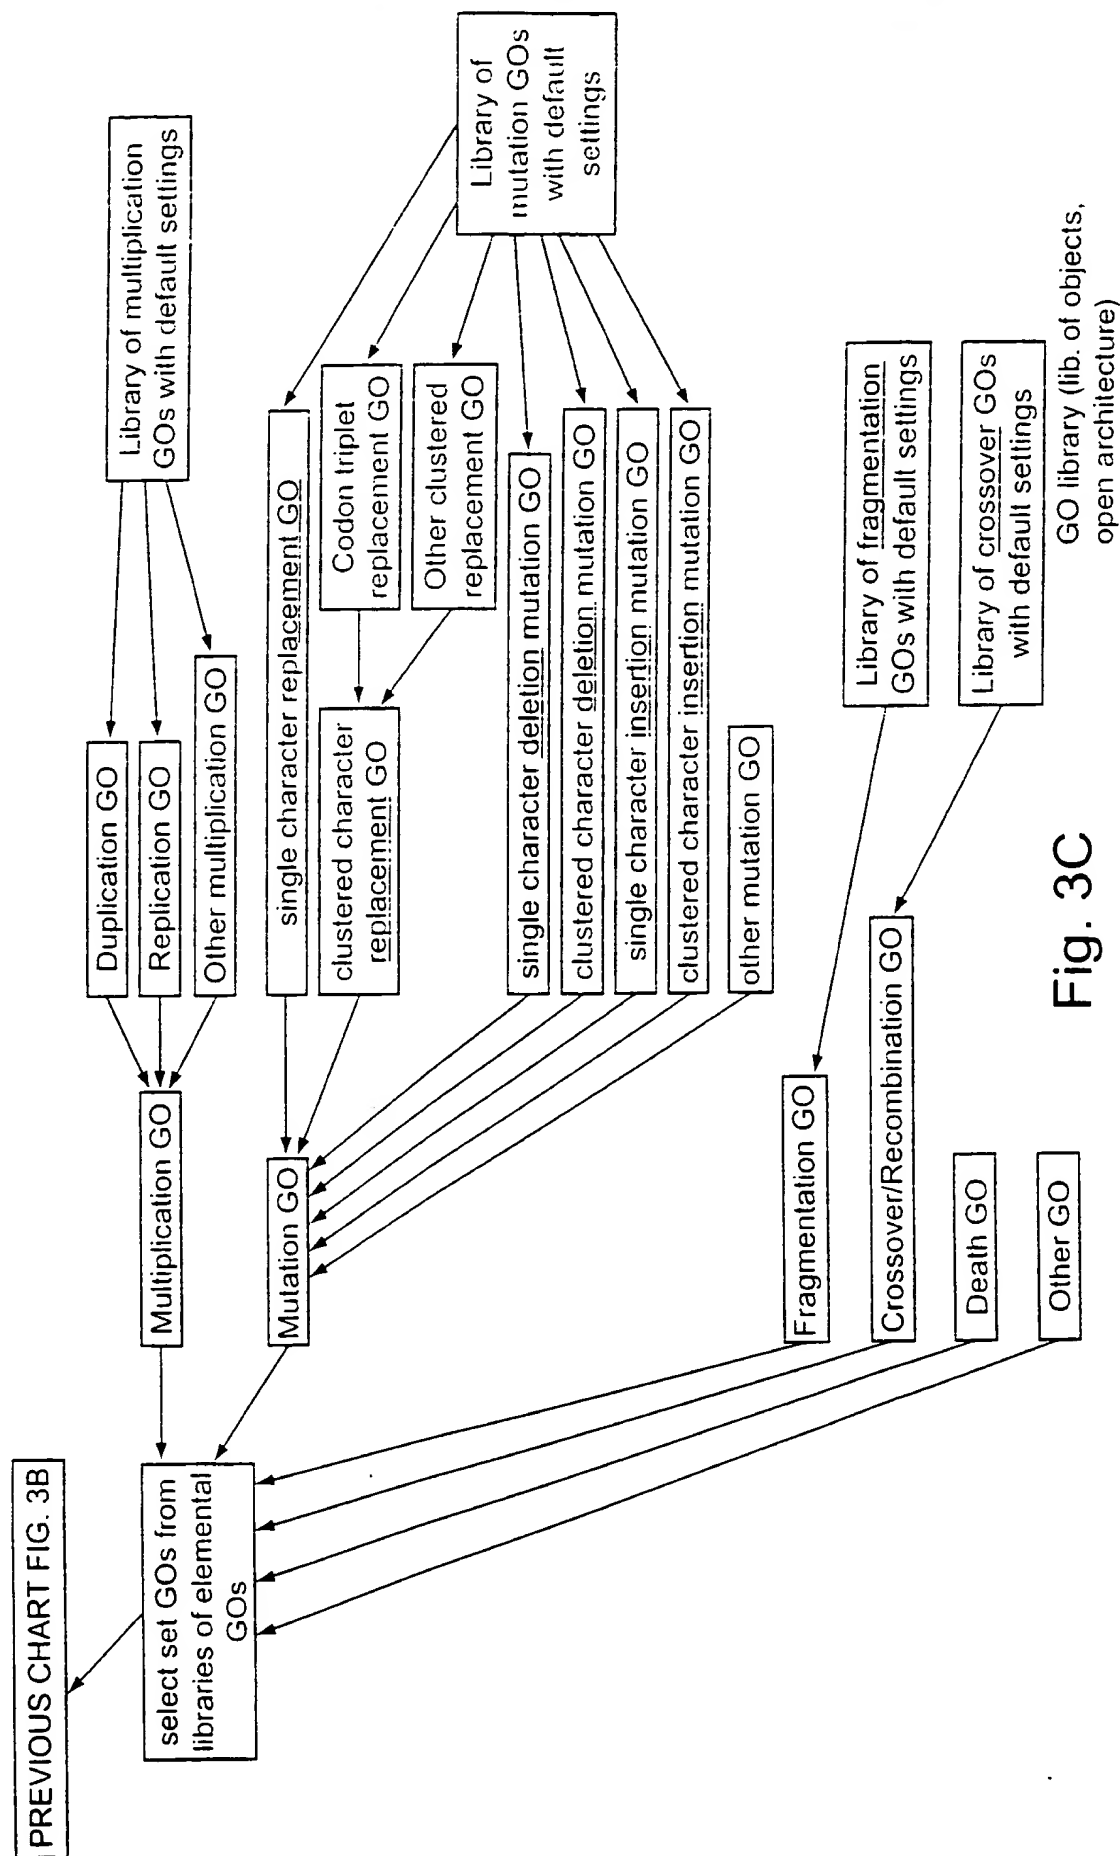 PREVIOUS CHART FIG. 3B
select set GOs from
libraries of elemental
GOs
Multiplication GO
Duplication GO
Replication GO
Other multiplication GO
Library of multiplication
GOs with default settings
Mutation GO
single character replacement GO
clustered character
replacement GO
Codon triplet
replacement GO
Other clustered
replacement GO
single character deletion mutation GO
clustered character deletion mutation GO
single character insertion mutation GO
clustered character insertion mutation GO
other mutation GO
Library of
mutation GOs
with default
settings
Fragmentation GO
Library of fragmentation
GOs with default settings
Crossover/Recombination GO
Library of crossover GOs
with default settings
Death GO
Other GO
GO library (lib. of objects,
open architecture)
Fig. 3C